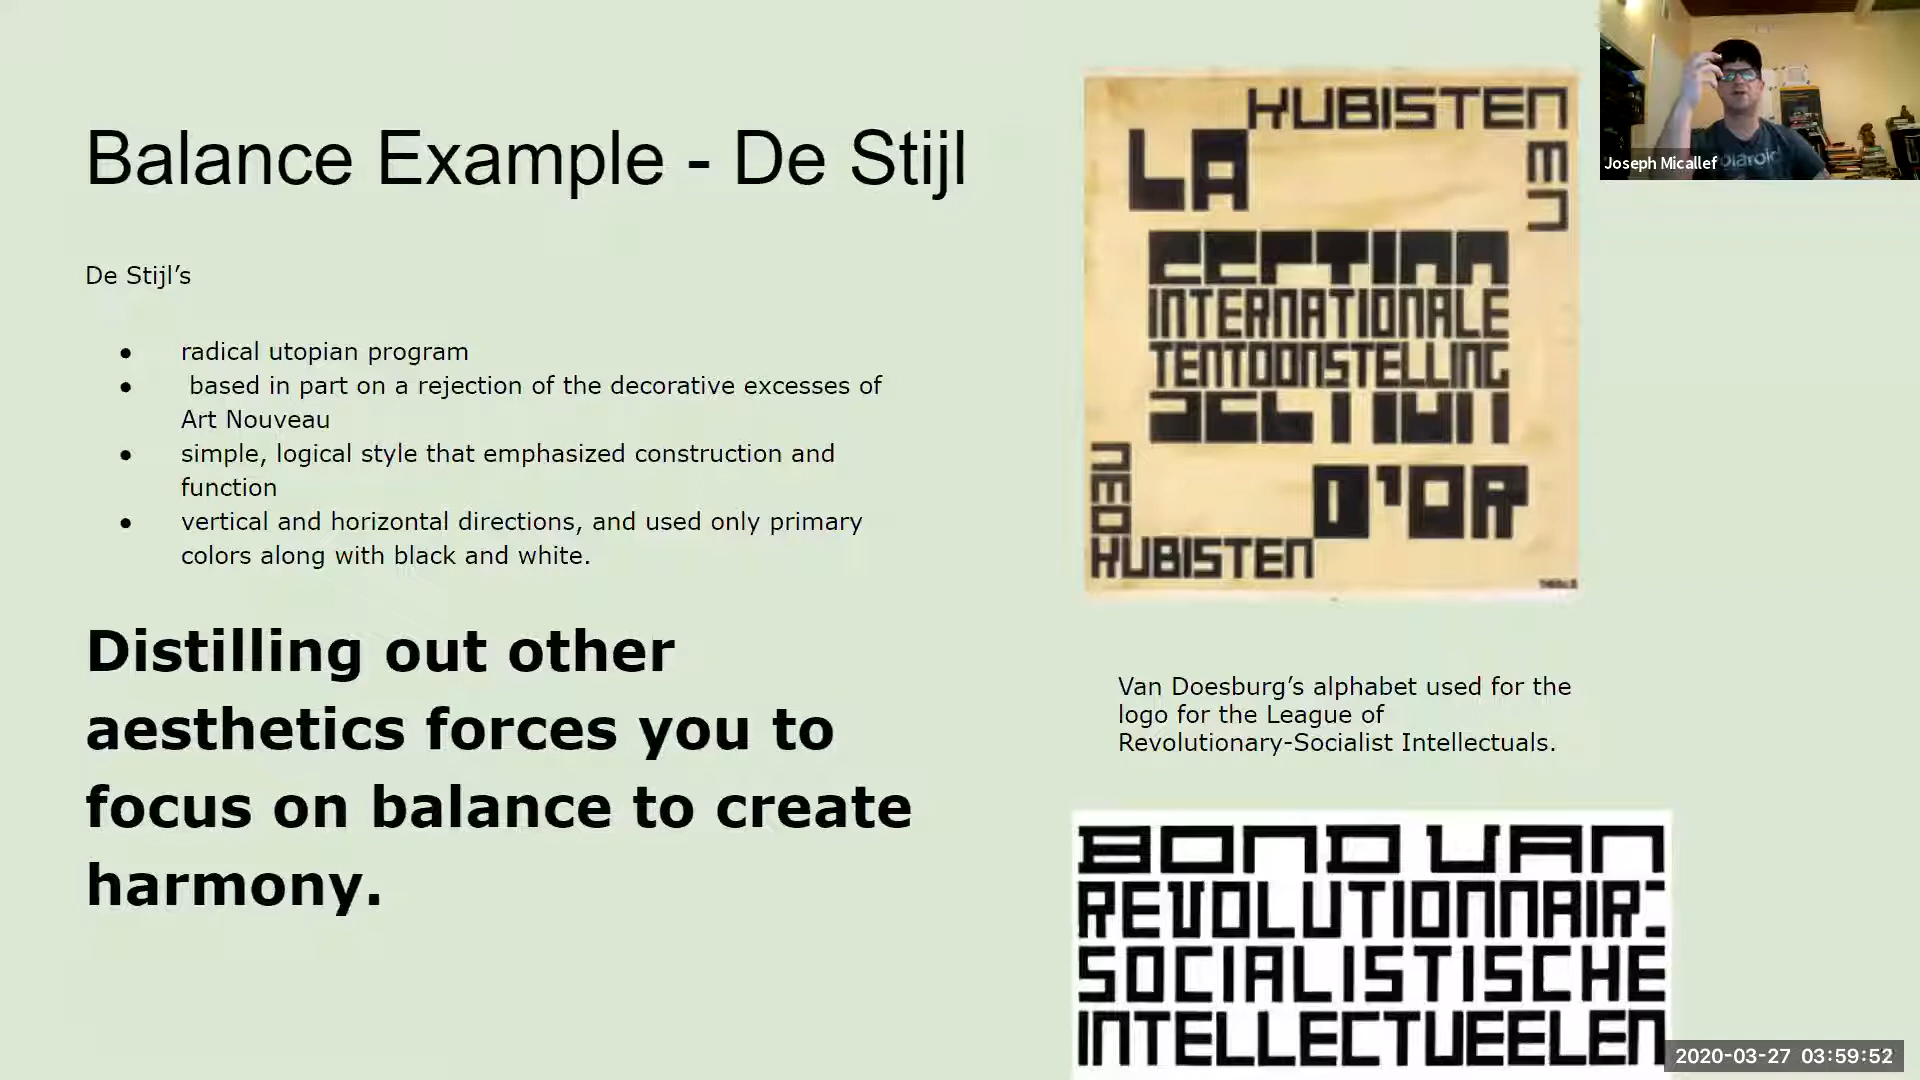 Balance Example - De Stijl
De Stijl’s
● radical utopian program
● based in part on a rejection of the decorative excesses of
Art Nouveau
● simple, logical style that emphasized construction and
function
● vertical and horizontal directions, and used only primary
colors along with black and white.
Distilling out other
aesthetics forces you to
focus on balance to create
harmony.
KUBISTEN
LA
EN
INTERNATIONALE
TENTOONSTELLING
D'OR
NEO
KUBISTEN
Van Doesburg’s alphabet used for the
logo for the League of
Revolutionary-Socialist Intellectuals.
BOND VAN
REVOLUTIONNAIR-
SOCIALISTISCHE
INTELLECTUEELEN
Joseph Micallef
Polaroid
2020-03-27 03:59:52